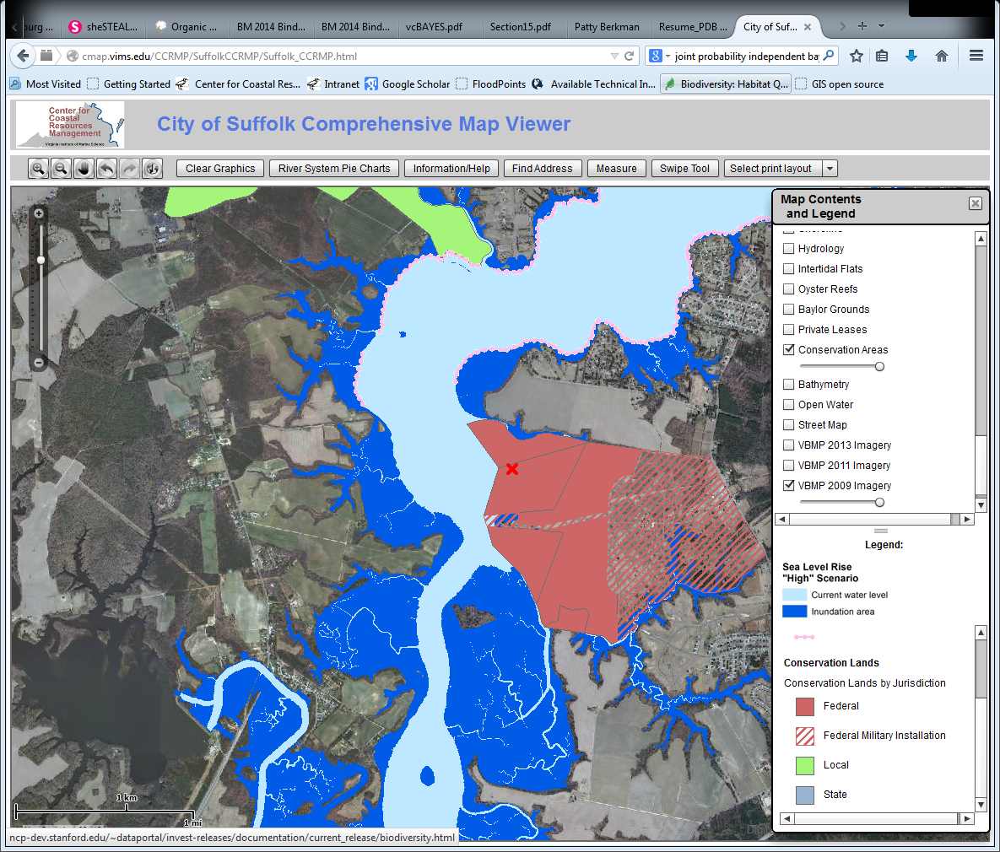 burg ...
sheSTEAL...
Organic ...
BM 2014 Bind...
BM 2014 Bind...
vcBAYES.pdf
Section15.pdf
Patty Berkman
Resume_PDB ...
City of Suf...
cmap.vims.edu/CCRMP/SuffolkCCRMP/Suffolk_CCRMP.html
joint probability independent ba
Most Visited
Getting Started
Center for Coastal Res...
Intranet
Google Scholar
FloodPoints
Available Technical In...
Biodiversity: Habitat Q...
GIS open source
Center for
Coastal
Resources
Management
Virginia Institute of Marine Science
City of Suffolk Comprehensive Map Viewer
Clear Graphics
River System Pie Charts
Information/Help
Find Address
Measure
Swipe Tool
Select print layout
Map Contents
and Legend
Shoreline
Hydrology
Intertidal Flats
Oyster Reefs
Baylor Grounds
Private Leases
Conservation Areas
Bathymetry
Open Water
Street Map
VBMP 2013 Imagery
VBMP 2011 Imagery
VBMP 2009 Imagery
Legend:
Sea Level Rise
"High" Scenario
Current water level
Inundation area
Conservation Lands
Conservation Lands by Jurisdiction
Federal
Federal Military Installation
Local
State
1 km
1 mi
ncp-dev.stanford.edu/~dataportal/invest-releases/documentation/current_release/biodiversity.html